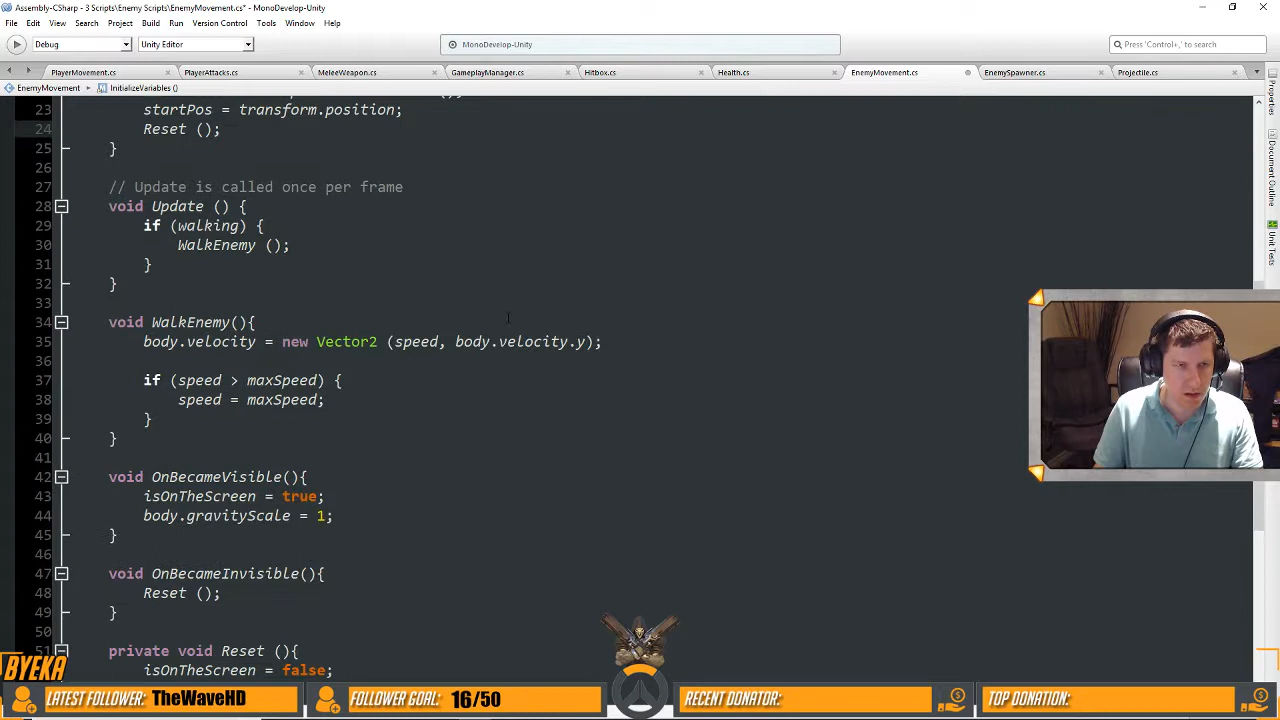 Assembly-CSharp - 3 Scripts\Enemy Scripts\EnemyMovement.cs* - MonoDevelop-Unity
File Edit View Search Project Build Run Version Control Tools Window Help
Debug Unity Editor MonoDevelop-Unity Press 'Control+,' to search
PlayerMovement.cs PlayerAttacks.cs MeleeWeapon.cs GameplayManager.cs Hitbox.cs Health.cs EnemyMovement.cs EnemySpawner.cs Projectile.cs
EnemyMovement InitializeVariables ()
23 startPos = transform.position;
24 Reset ();
25 }
26
27 // Update is called once per frame
28 void Update () {
29 if (walking) {
30 WalkEnemy ();
31 }
32 }
33
34 void WalkEnemy(){
35 body.velocity = new Vector2 (speed, body.velocity.y);
36
37 if (speed > maxSpeed) {
38 speed = maxSpeed;
39 }
40 }
41
42 void OnBecameVisible(){
43 isOnTheScreen = true;
44 body.gravityScale = 1;
45 }
46
47 void OnBecameInvisible(){
48 Reset ();
49 }
50
51 private void Reset (){
isOnTheScreen = false;
Properties
Document Outline
Unit Tests
BYEKA
LATEST FOLLOWER: TheWaveHD FOLLOWER GOAL: 16/50 RECENT DONATOR: TOP DONATION: